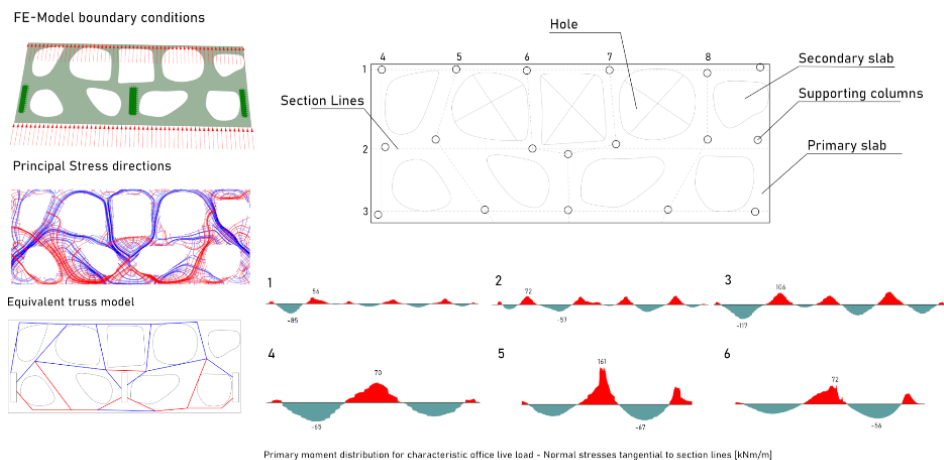 FE-Model boundary conditions
Principal Stress directions
Equivalent truss model
Hole
4 5 6 7 8
Secondary slab
1
Section Lines
Supporting columns
2
Primary slab
3
1 2 3
56 72 106
-85 -57 -117
4 5 6
70 161 72
-65 -67 -56
Primary moment distribution for characteristic office live load - Normal stresses tangential to section lines [kNm/m]